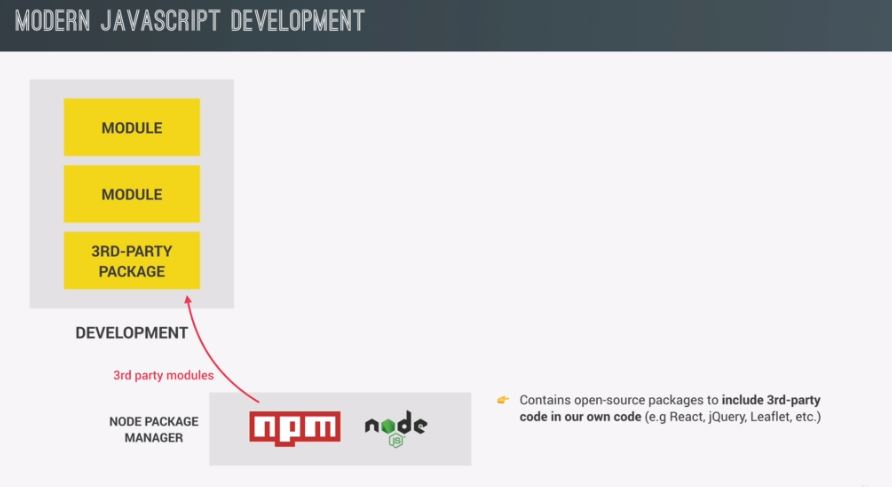 MODERN JAVASCRIPT DEVELOPMENT
MODULE
MODULE
3RD-PARTY
PACKAGE
DEVELOPMENT
3rd party modules
NODE PACKAGE
MANAGER
npm
node
JS
👉 Contains open-source packages to include 3rd-party
code in our own code (e.g React, jQuery, Leaflet, etc.)